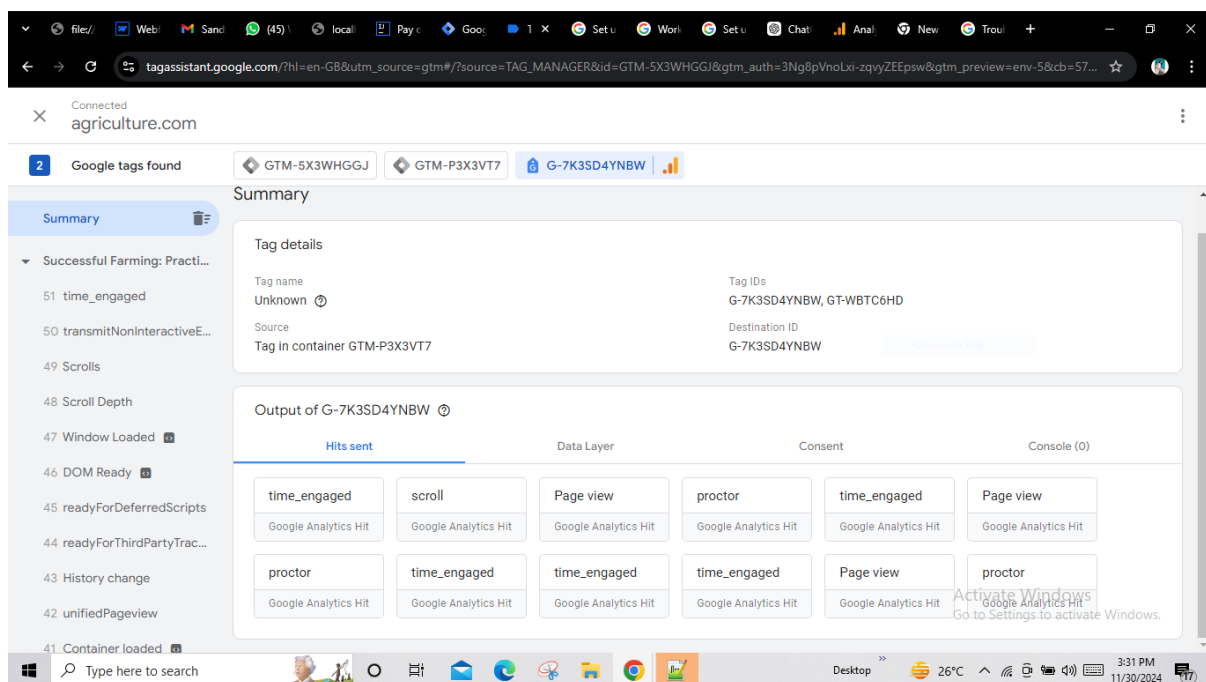 file:// Webf Sand (45) \ locall Pay c Goog 1 Set u Work Set u Chat Anal New Troul
tagassistant.google.com/?hl=en-GB&utm_source=gtm#/?source=TAG_MANAGER&id=GTM-5X3WHGGJ&gtm_auth=3Ng8pVnoLxi-zqvyZEEpsw&gtm_preview=env-5&cb=57...
Connected
agriculture.com
2 Google tags found GTM-5X3WHGGJ GTM-P3X3VT7 G-7K3SD4YNBW
Summary
Summary
Successful Farming: Practi...
51 time_engaged
50 transmitNonInteractiveE...
49 Scrolls
48 Scroll Depth
47 Window Loaded
46 DOM Ready
45 readyForDeferredScripts
44 readyForThirdPartyTrac...
43 History change
42 unifiedPageview
41 Container loaded
Tag details
Tag name
Unknown
Tag IDs
G-7K3SD4YNBW, GT-WBTC6HD
Source
Tag in container GTM-P3X3VT7
Destination ID
G-7K3SD4YNBW
Output of G-7K3SD4YNBW
Hits sent Data Layer Consent Console (0)
time_engaged scroll Page view proctor time_engaged Page view
Google Analytics Hit Google Analytics Hit Google Analytics Hit Google Analytics Hit Google Analytics Hit Google Analytics Hit
proctor time_engaged time_engaged time_engaged Page view proctor
Google Analytics Hit Google Analytics Hit Google Analytics Hit Google Analytics Hit Google Analytics Hit Google Analytics Hit
Activate Windows
Go to Settings to activate Windows.
Type here to search
Desktop
26°C
3:31 PM
11/30/2024
17